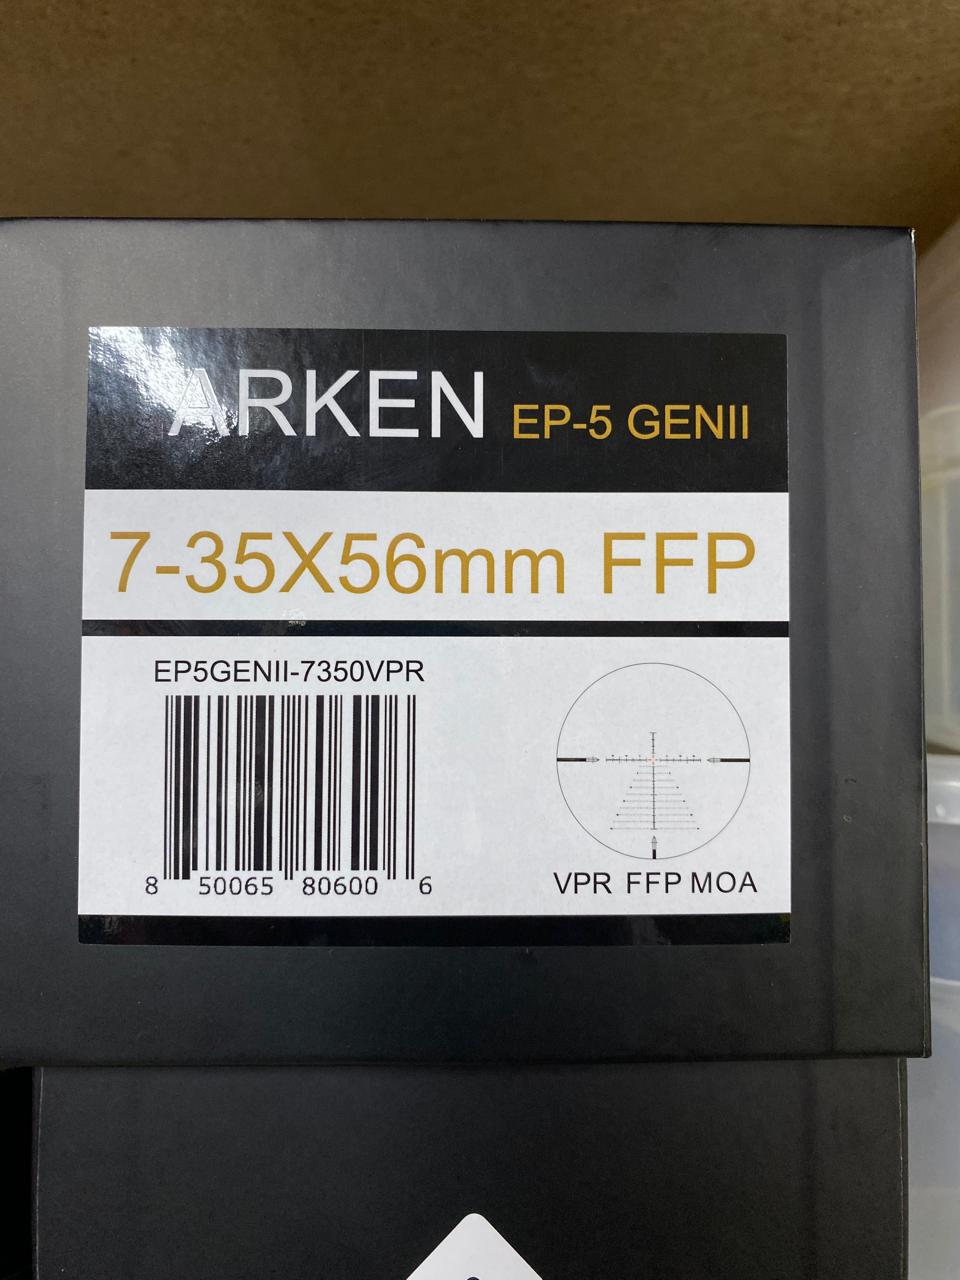 ARKEN EP-5 GENII
7-35X56mm FFP
EP5GENII-7350VPR
8 50065 80600 6
VPR FFP MOA